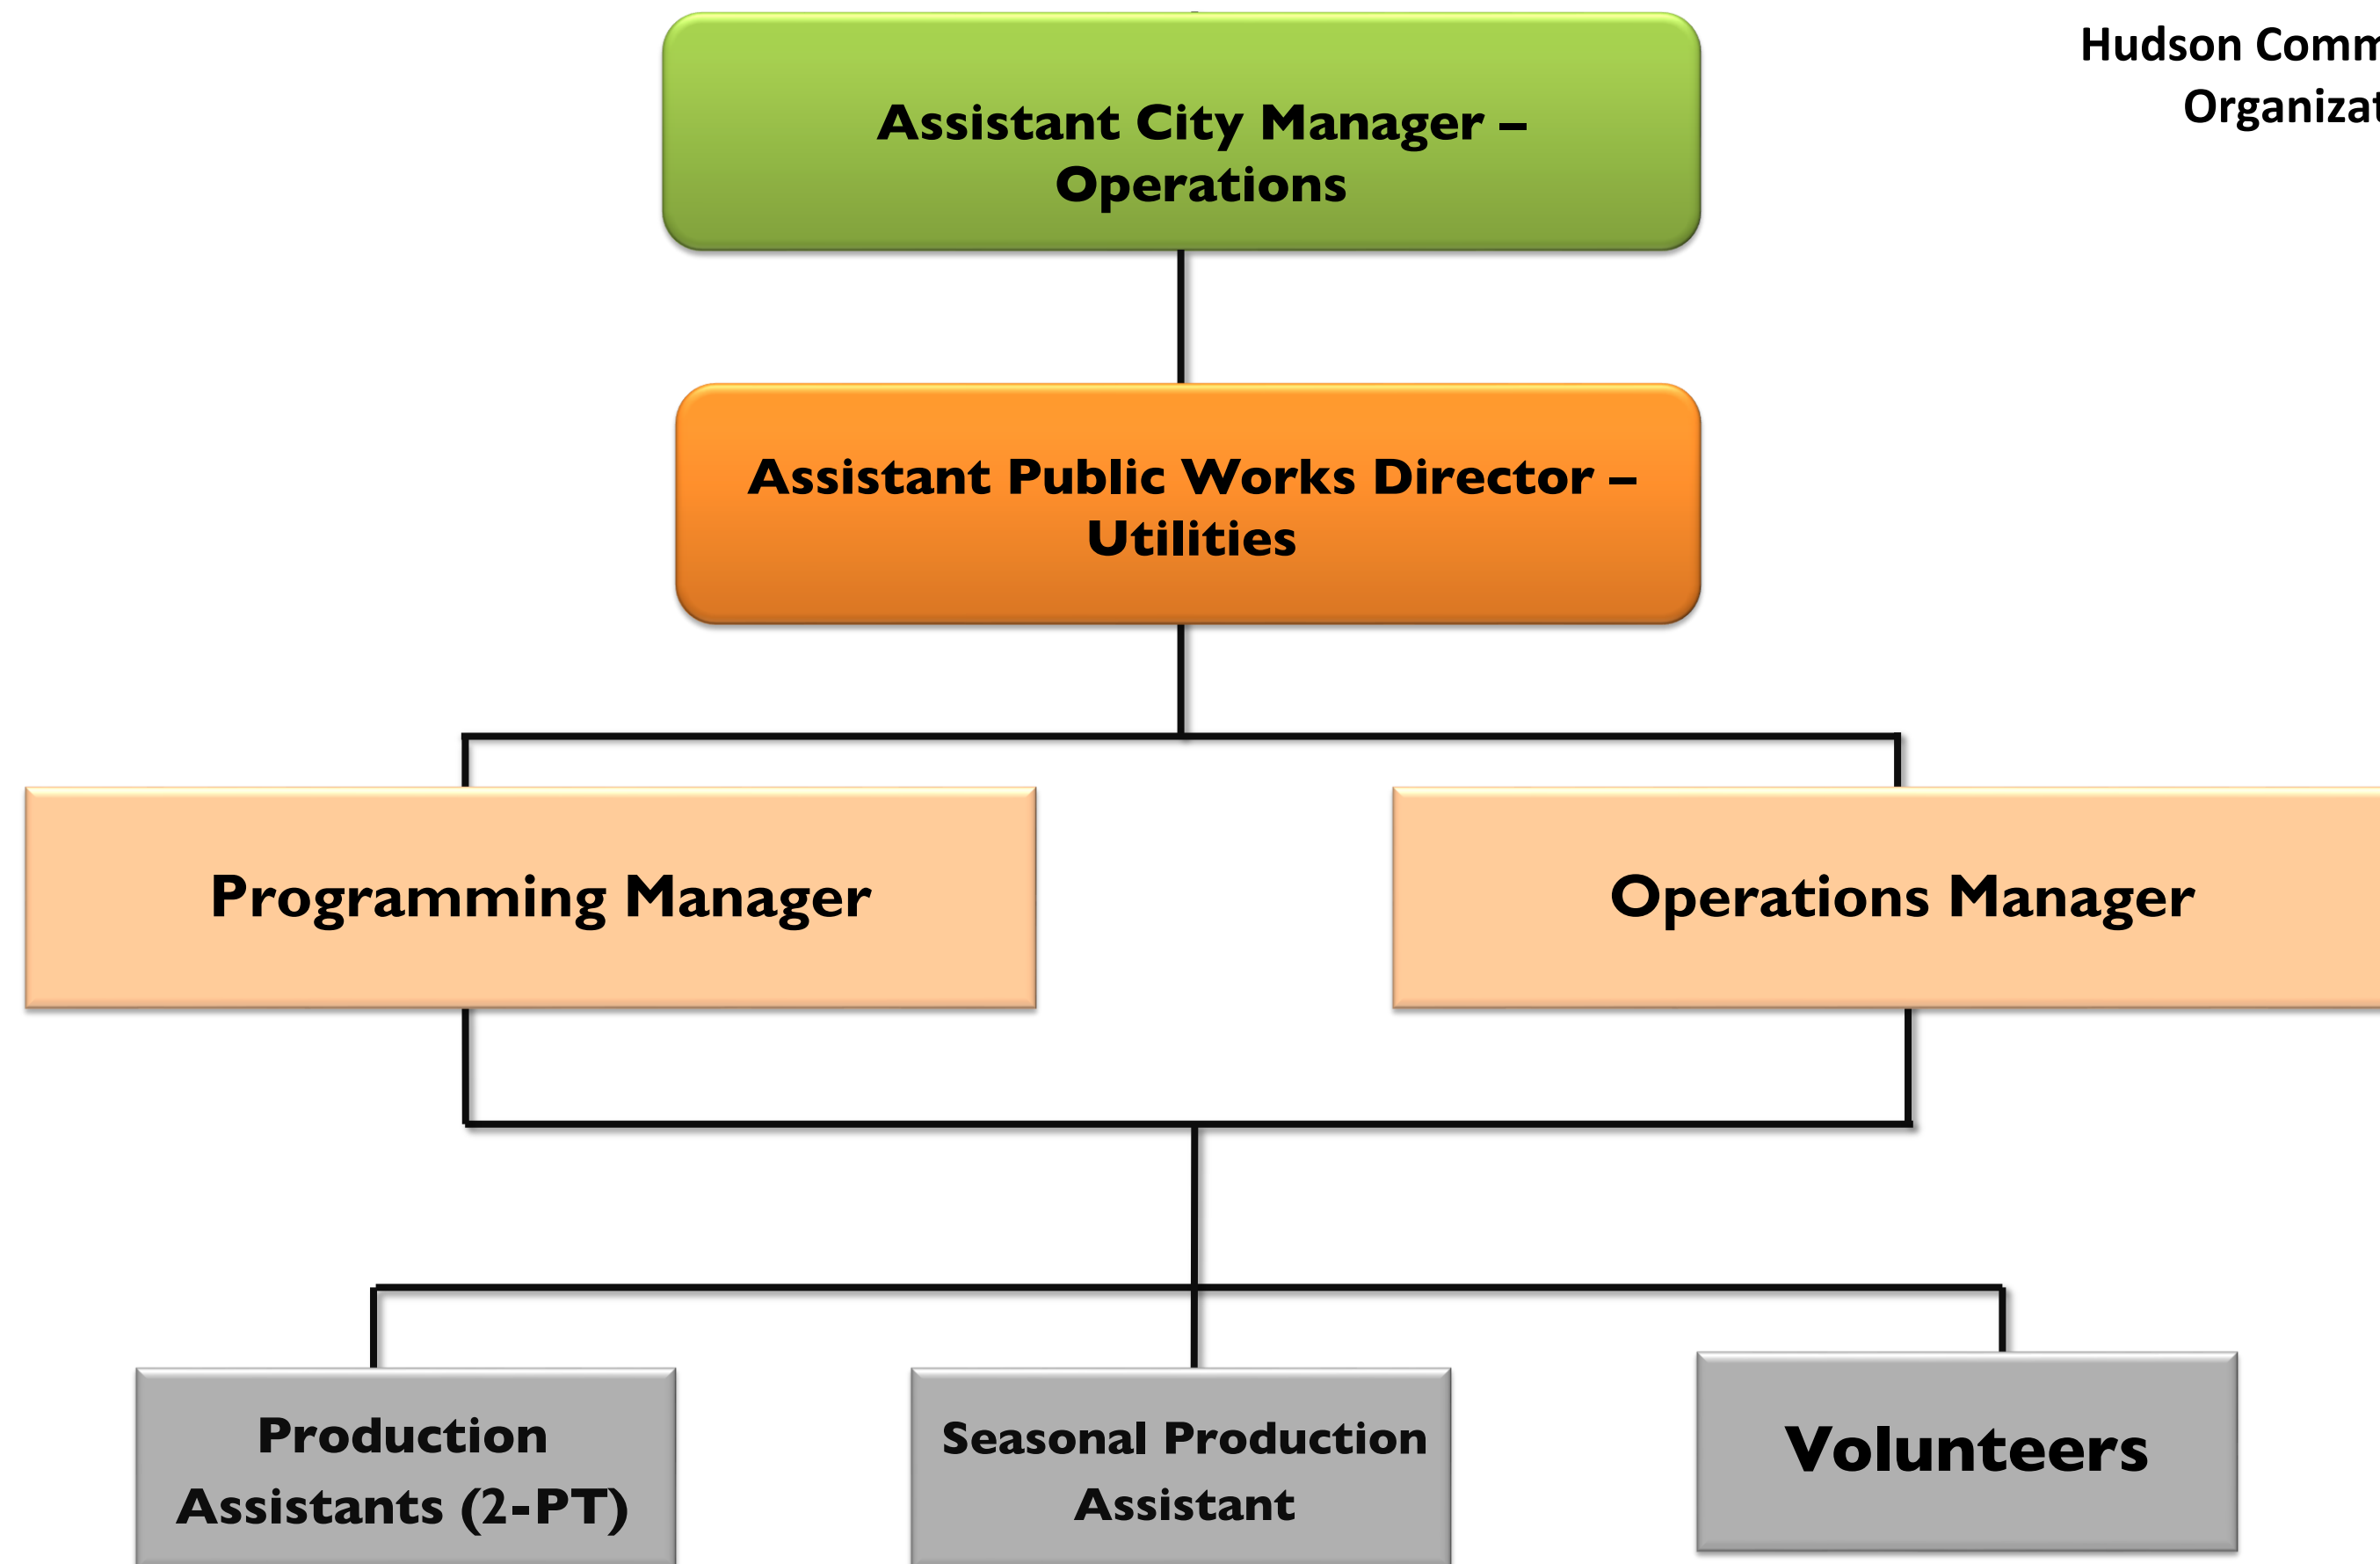 Hudson Comm
Organizat
Assistant City Manager –
Operations
Assistant Public Works Director –
Utilities
Programming Manager
Operations Manager
Production
Assistants (2-PT)
Seasonal Production
Assistant
Volunteers